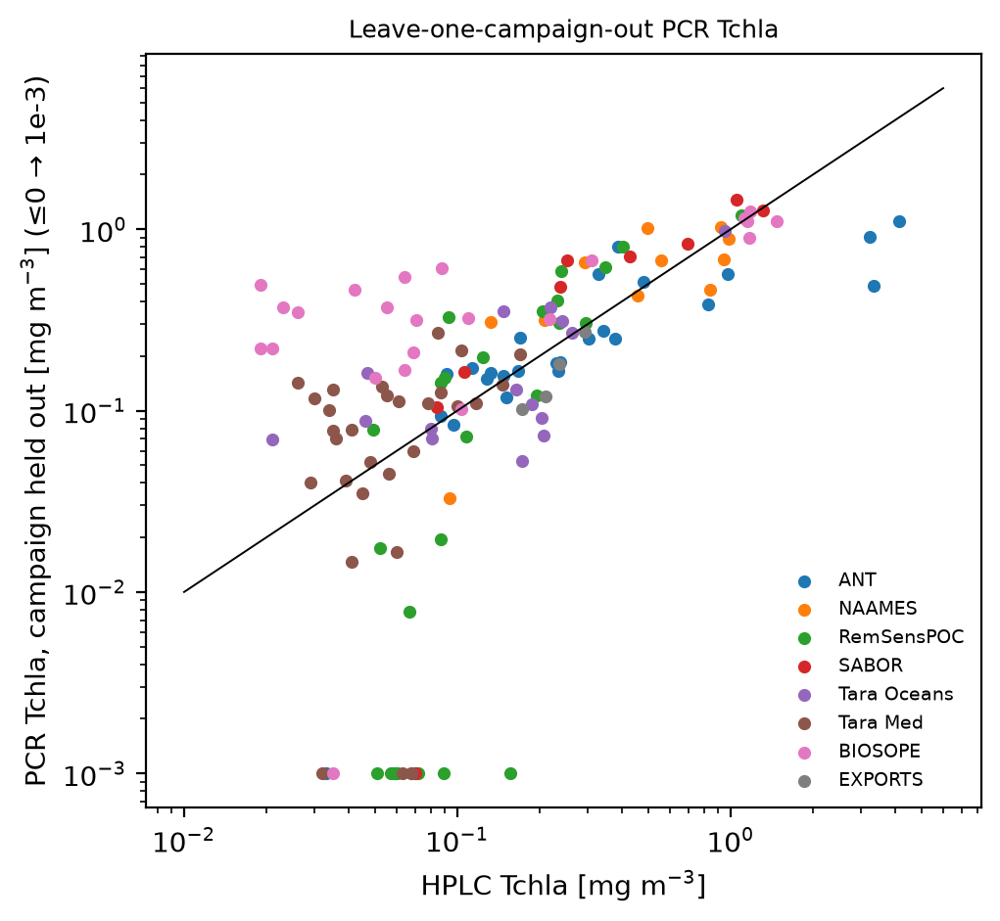 Leave-one-campaign-out PCR Tchla
PCR Tchla, campaign held out [mg m⁻³] (≤0 → 1e-3)
10⁰
10⁻¹
10⁻²
10⁻³
ANT
NAAMES
RemSensPOC
SABOR
Tara Oceans
Tara Med
BIOSOPE
EXPORTS
10⁻²
10⁻¹
10⁰
HPLC Tchla [mg m⁻³]